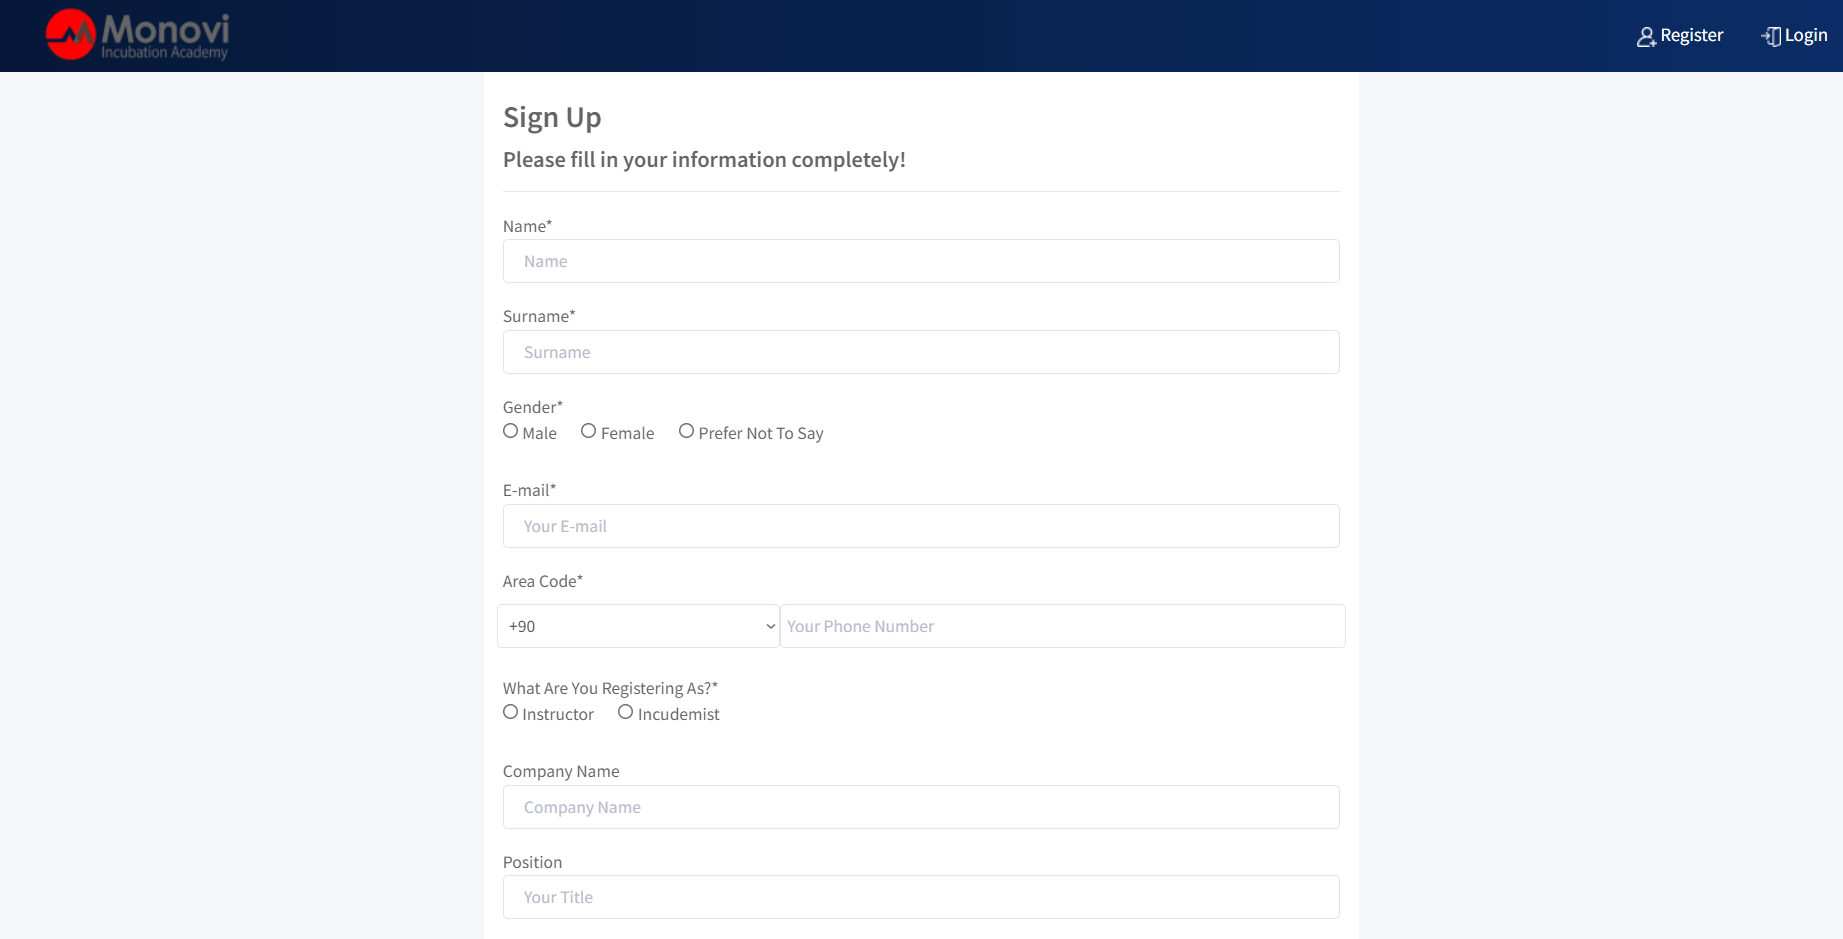 Monovi
Incubation Academy
Register
Login
Sign Up
Please fill in your information completely!
Name*
Name
Surname*
Surname
Gender*
Male Female Prefer Not To Say
E-mail*
Your E-mail
Area Code*
+90 Your Phone Number
What Are You Registering As?*
Instructor Incudemist
Company Name
Company Name
Position
Your Title